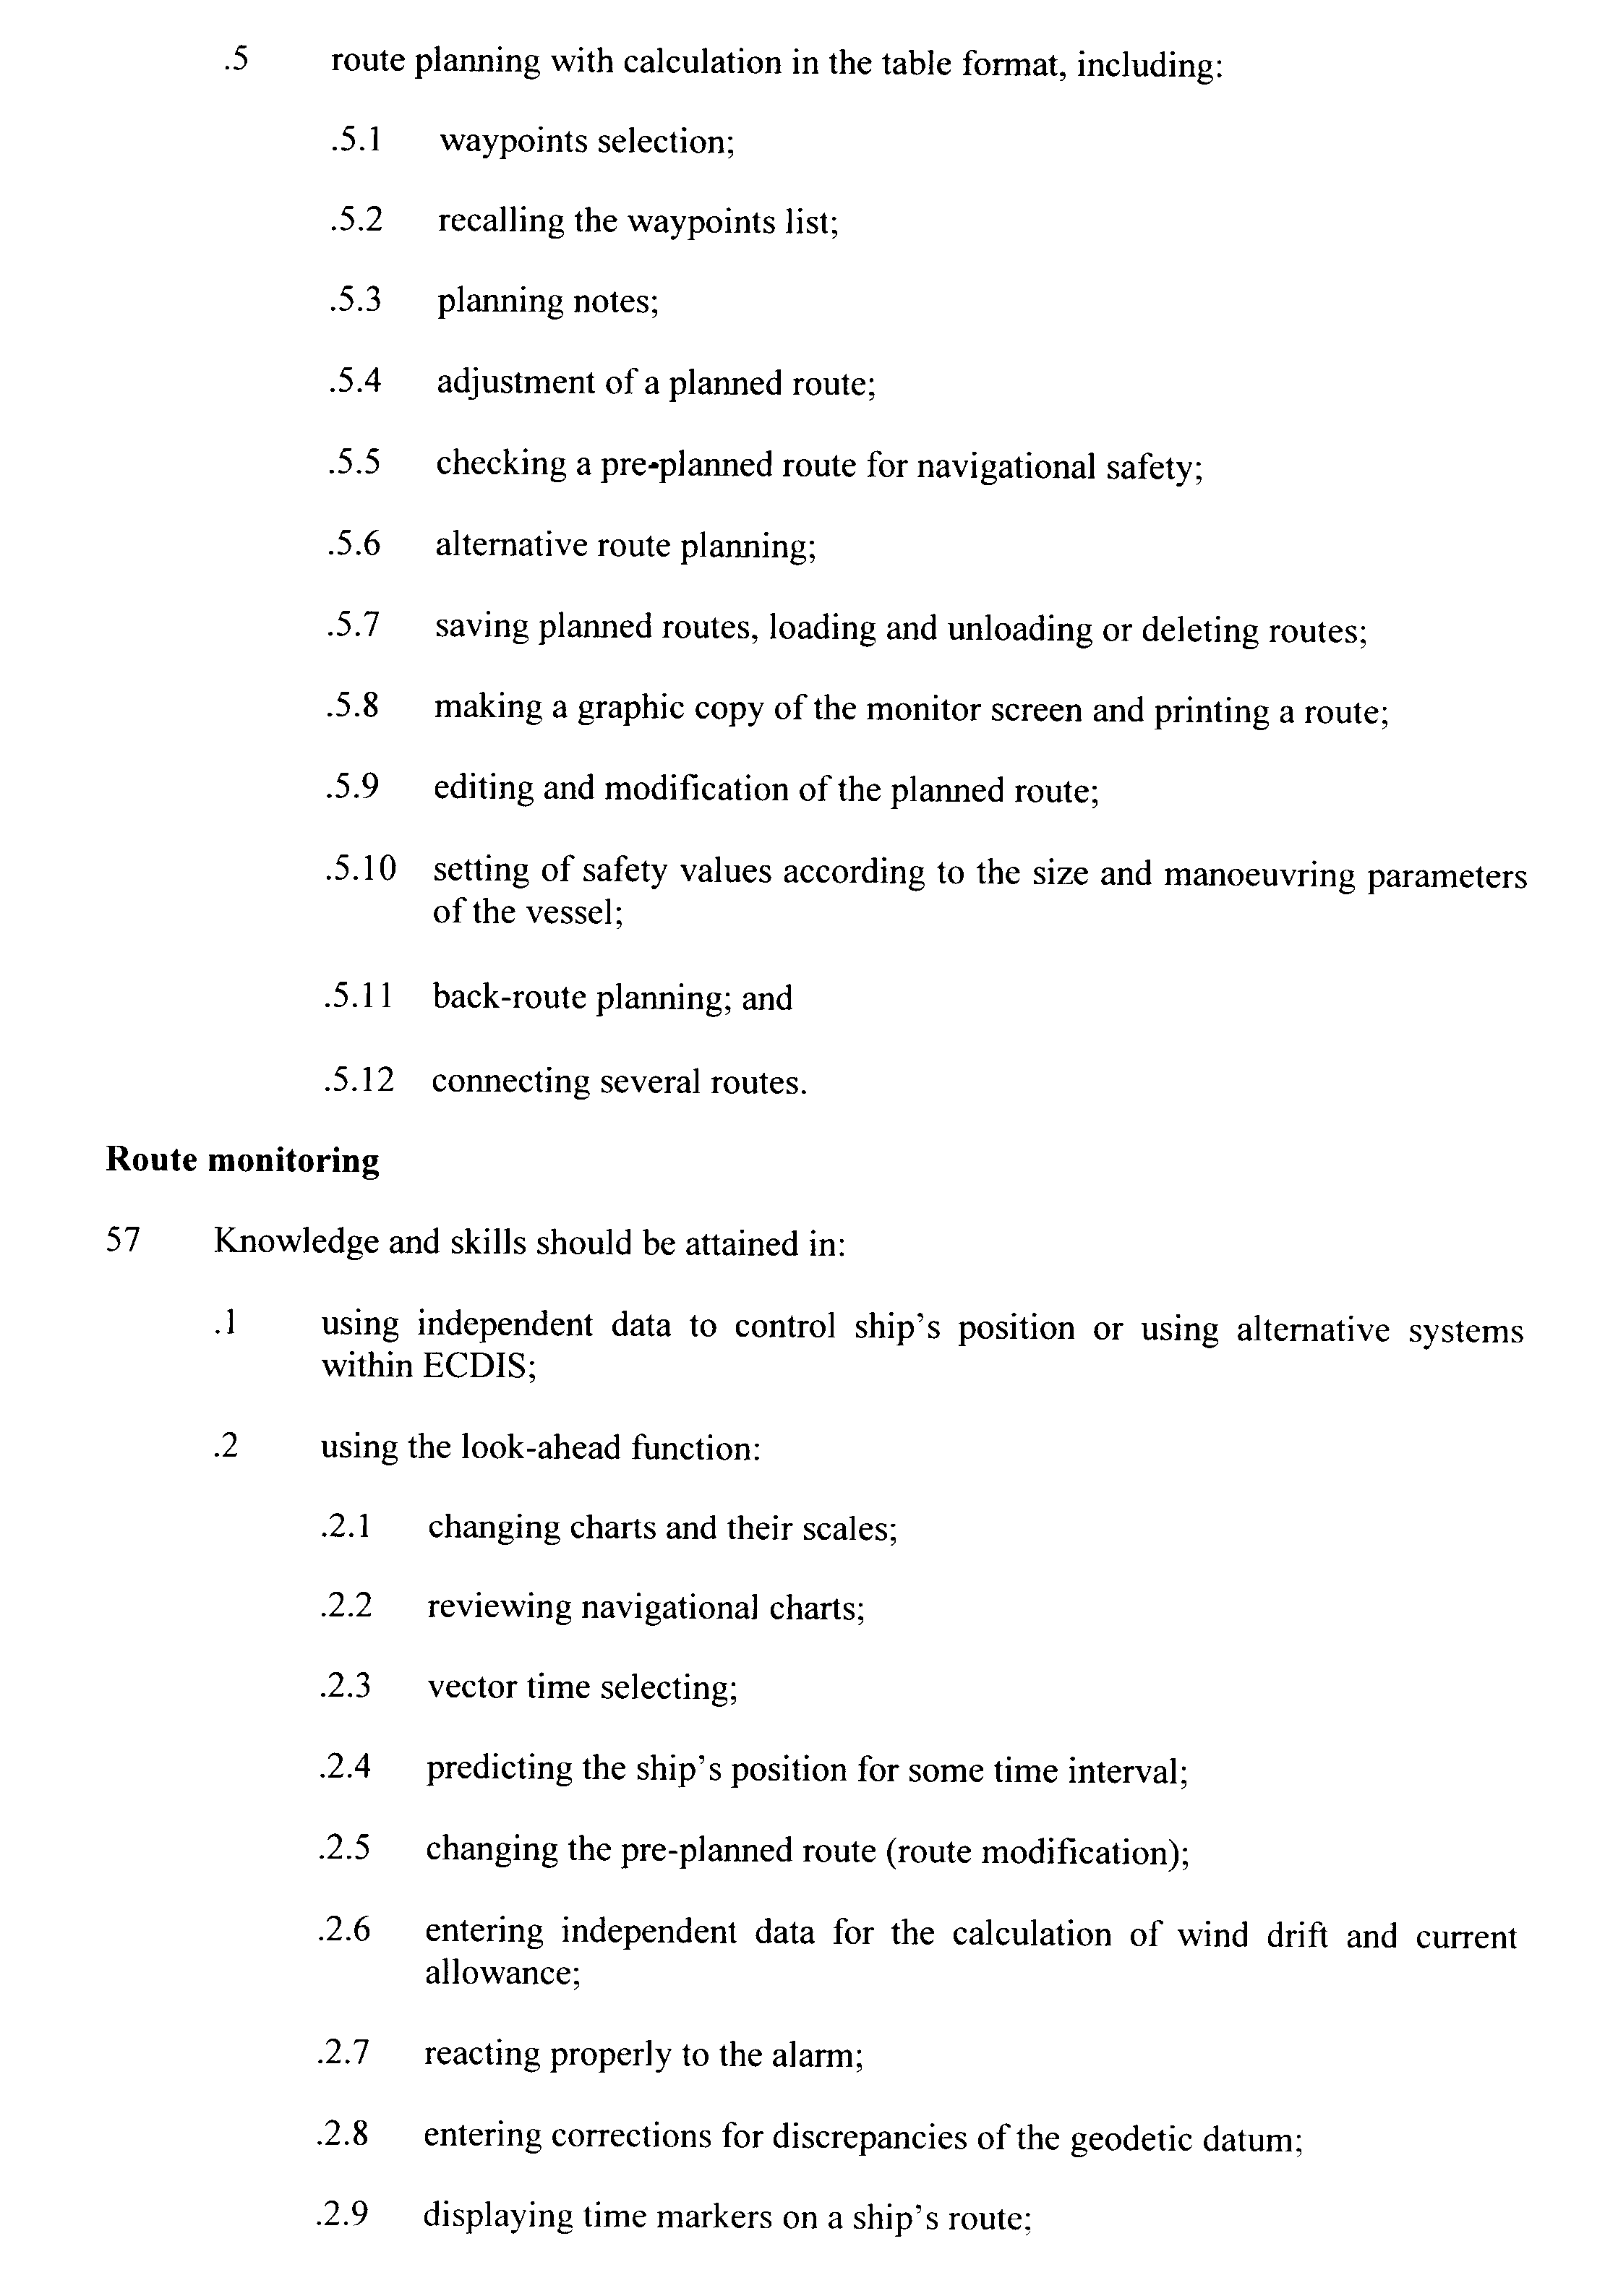 .5 route planning with calculation in the table format, including:
.5.1 waypoints selection;
.5.2 recalling the waypoints list;
.5.3 planning notes;
.5.4 adjustment of a planned route;
.5.5 checking a pre-planned route for navigational safety;
.5.6 alternative route planning;
.5.7 saving planned routes, loading and unloading or deleting routes;
.5.8 making a graphic copy of the monitor screen and printing a route;
.5.9 editing and modification of the planned route;
.5.10 setting of safety values according to the size and manoeuvring parameters
of the vessel;
.5.11 back-route planning; and
.5.12 connecting several routes.
Route monitoring
57 Knowledge and skills should be attained in:
.1 using independent data to control ship's position or using alternative systems
within ECDIS;
.2 using the look-ahead function:
.2.1 changing charts and their scales;
.2.2 reviewing navigational charts;
.2.3 vector time selecting;
.2.4 predicting the ship's position for some time interval;
.2.5 changing the pre-planned route (route modification);
.2.6 entering independent data for the calculation of wind drift and current
allowance;
.2.7 reacting properly to the alarm;
.2.8 entering corrections for discrepancies of the geodetic datum;
.2.9 displaying time markers on a ship's route;